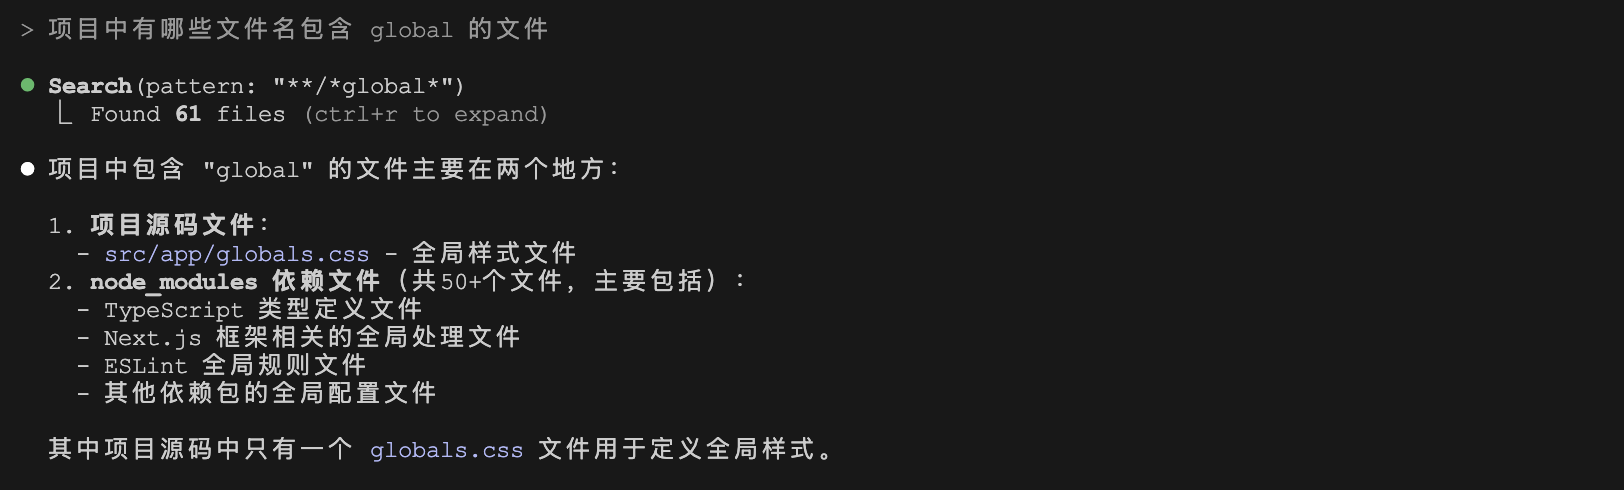 > 项目中有哪些文件名包含 global 的文件
● Search(pattern: "**/*global*")
⎿ Found 61 files (ctrl+r to expand)
● 项目中包含 "global" 的文件主要在两个地方：
1. 项目源码文件：
- src/app/globals.css - 全局样式文件
2. node_modules 依赖文件（共50+个文件，主要包括）：
- TypeScript 类型定义文件
- Next.js 框架相关的全局处理文件
- ESLint 全局规则文件
- 其他依赖包的全局配置文件
其中项目源码中只有一个 globals.css 文件用于定义全局样式。